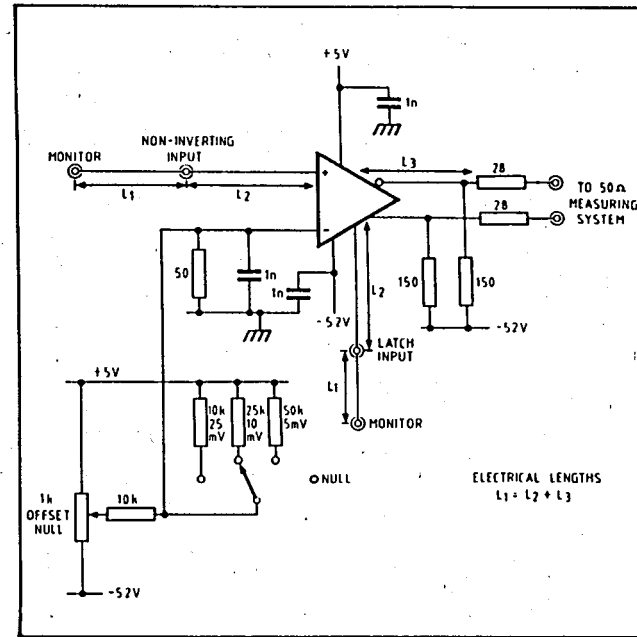 +5V
1n
NON-INVERTING
INPUT
MONITOR
L3
28
L1
L2
+
TO 50Ω
MEASURING
SYSTEM
28
-
50
1n
1n
L2
150
150
-52V
-52V
LATCH
INPUT
+5V
L1
10k
25
mV
25k
10
mV
50k
5mV
MONITOR
NULL
1k
OFFSET
NULL
10k
ELECTRICAL LENGTHS
L1 = L2 + L3
-52V